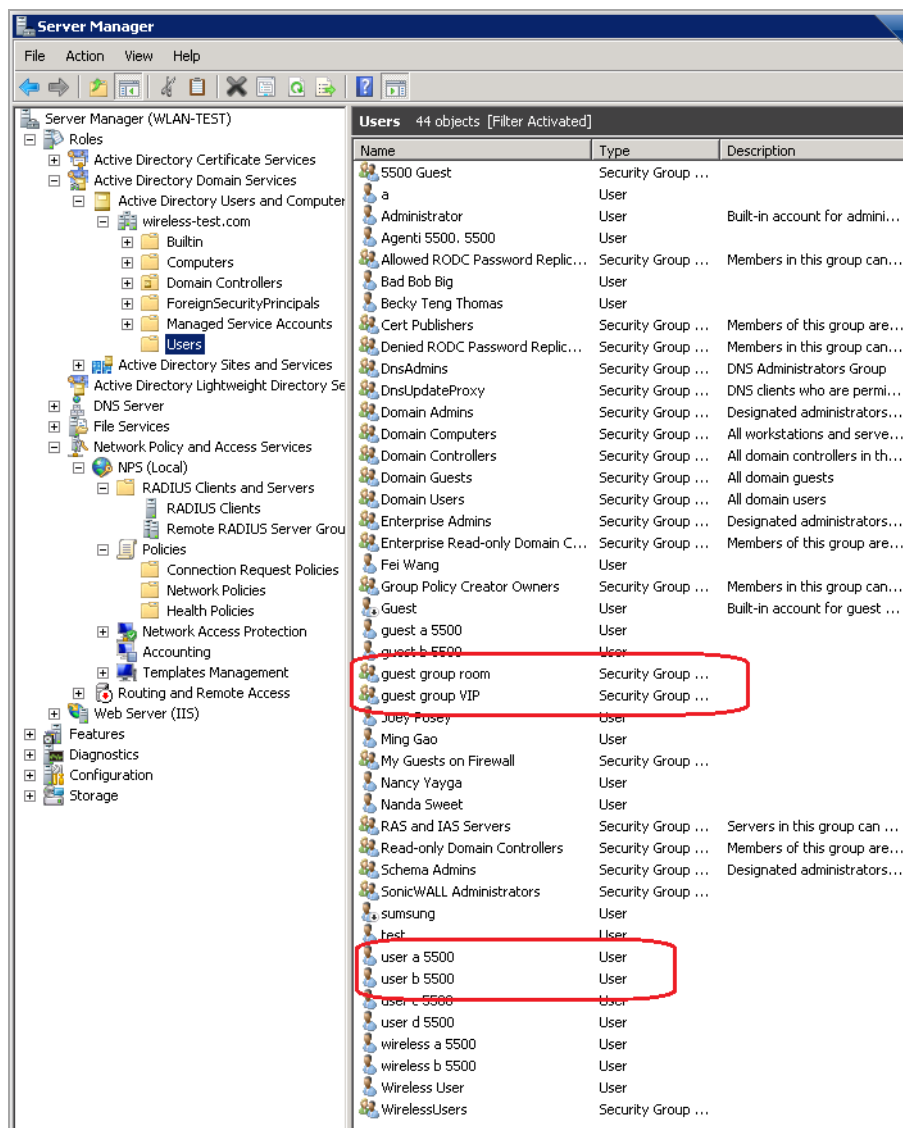 Server Manager
File Action View Help
Server Manager (WLAN-TEST)
Roles
Active Directory Certificate Services
Active Directory Domain Services
Active Directory Users and Computer
wireless-test.com
Builtin
Computers
Domain Controllers
ForeignSecurityPrincipals
Managed Service Accounts
Users
Active Directory Sites and Services
Active Directory Lightweight Directory Se
DNS Server
File Services
Network Policy and Access Services
NPS (Local)
RADIUS Clients and Servers
RADIUS Clients
Remote RADIUS Server Grou
Policies
Connection Request Policies
Network Policies
Health Policies
Network Access Protection
Accounting
Templates Management
Routing and Remote Access
Web Server (IIS)
Features
Diagnostics
Configuration
Storage
Users 44 objects [Filter Activated]
Name Type Description
5500 Guest Security Group ...
a User
Administrator User Built-in account for admini...
Agenti 5500. 5500 User
Allowed RODC Password Replic... Security Group ... Members in this group can...
Bad Bob Big User
Becky Teng Thomas User
Cert Publishers Security Group ... Members of this group are...
Denied RODC Password Replic... Security Group ... Members in this group can...
DnsAdmins Security Group ... DNS Administrators Group
DnsUpdateProxy Security Group ... DNS clients who are permi...
Domain Admins Security Group ... Designated administrators...
Domain Computers Security Group ... All workstations and serve...
Domain Controllers Security Group ... All domain controllers in th...
Domain Guests Security Group ... All domain guests
Domain Users Security Group ... All domain users
Enterprise Admins Security Group ... Designated administrators...
Enterprise Read-only Domain C... Security Group ... Members of this group are...
Fei Wang User
Group Policy Creator Owners Security Group ... Members in this group can...
Guest User Built-in account for guest ...
guest a 5500 User
guest b 5500 User
guest group room Security Group ...
guest group VIP Security Group ...
Joey Posey User
Ming Gao User
My Guests on Firewall Security Group ...
Nancy Yayga User
Nanda Sweet User
RAS and IAS Servers Security Group ... Servers in this group can ...
Read-only Domain Controllers Security Group ... Members of this group are...
Schema Admins Security Group ... Designated administrators...
SonicWALL Administrators Security Group ...
sumsung User
test User
user a 5500 User
user b 5500 User
user c 5500 User
user d 5500 User
wireless a 5500 User
wireless b 5500 User
Wireless User User
WirelessUsers Security Group ...